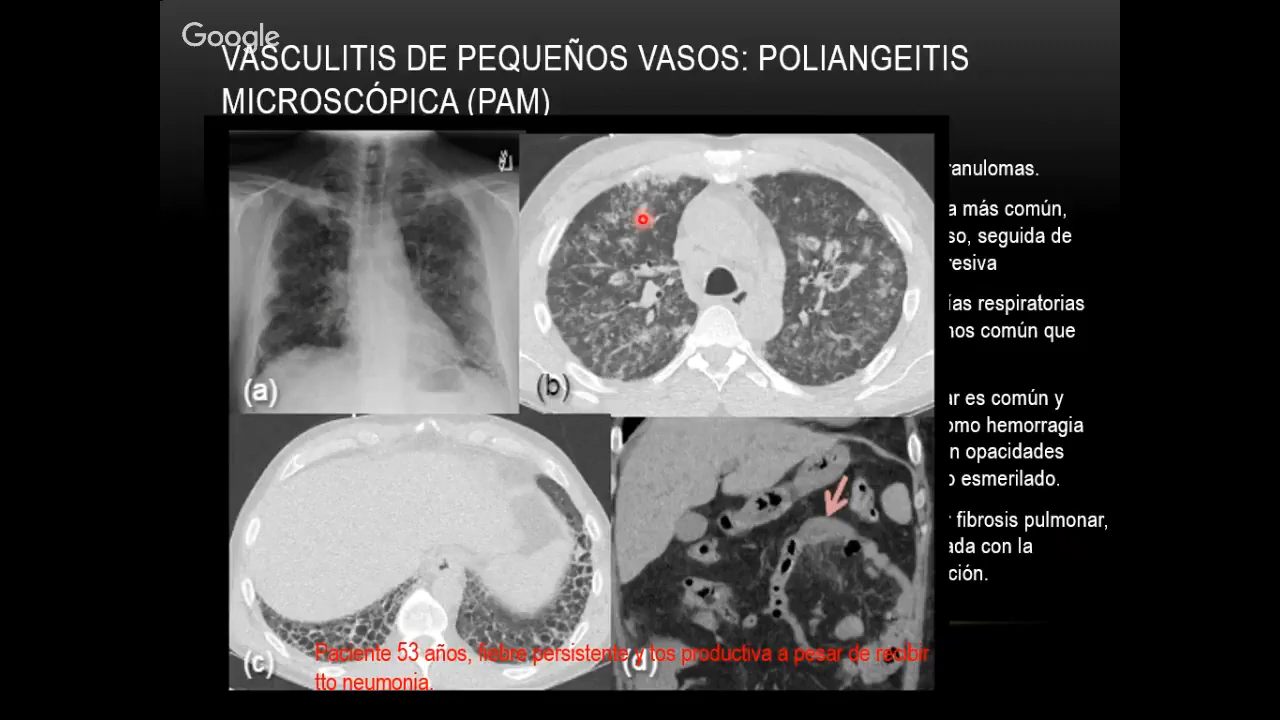 Google
VASCULITIS DE PEQUEÑOS VASOS: POLIANGEITIS
MICROSCÓPICA (PAM)
ranulomas.
a más común,
so, seguida de
resiva
ías respiratorias
nos común que
ar es común y
omo hemorragia
n opacidades
o esmerilado.
fibrosis pulmonar,
ada con la
ción.
(a)
(b)
(c)
(d)
Paciente 53 años, fiebre persistente y tos productiva a pesar de recibir
tto neumonia.